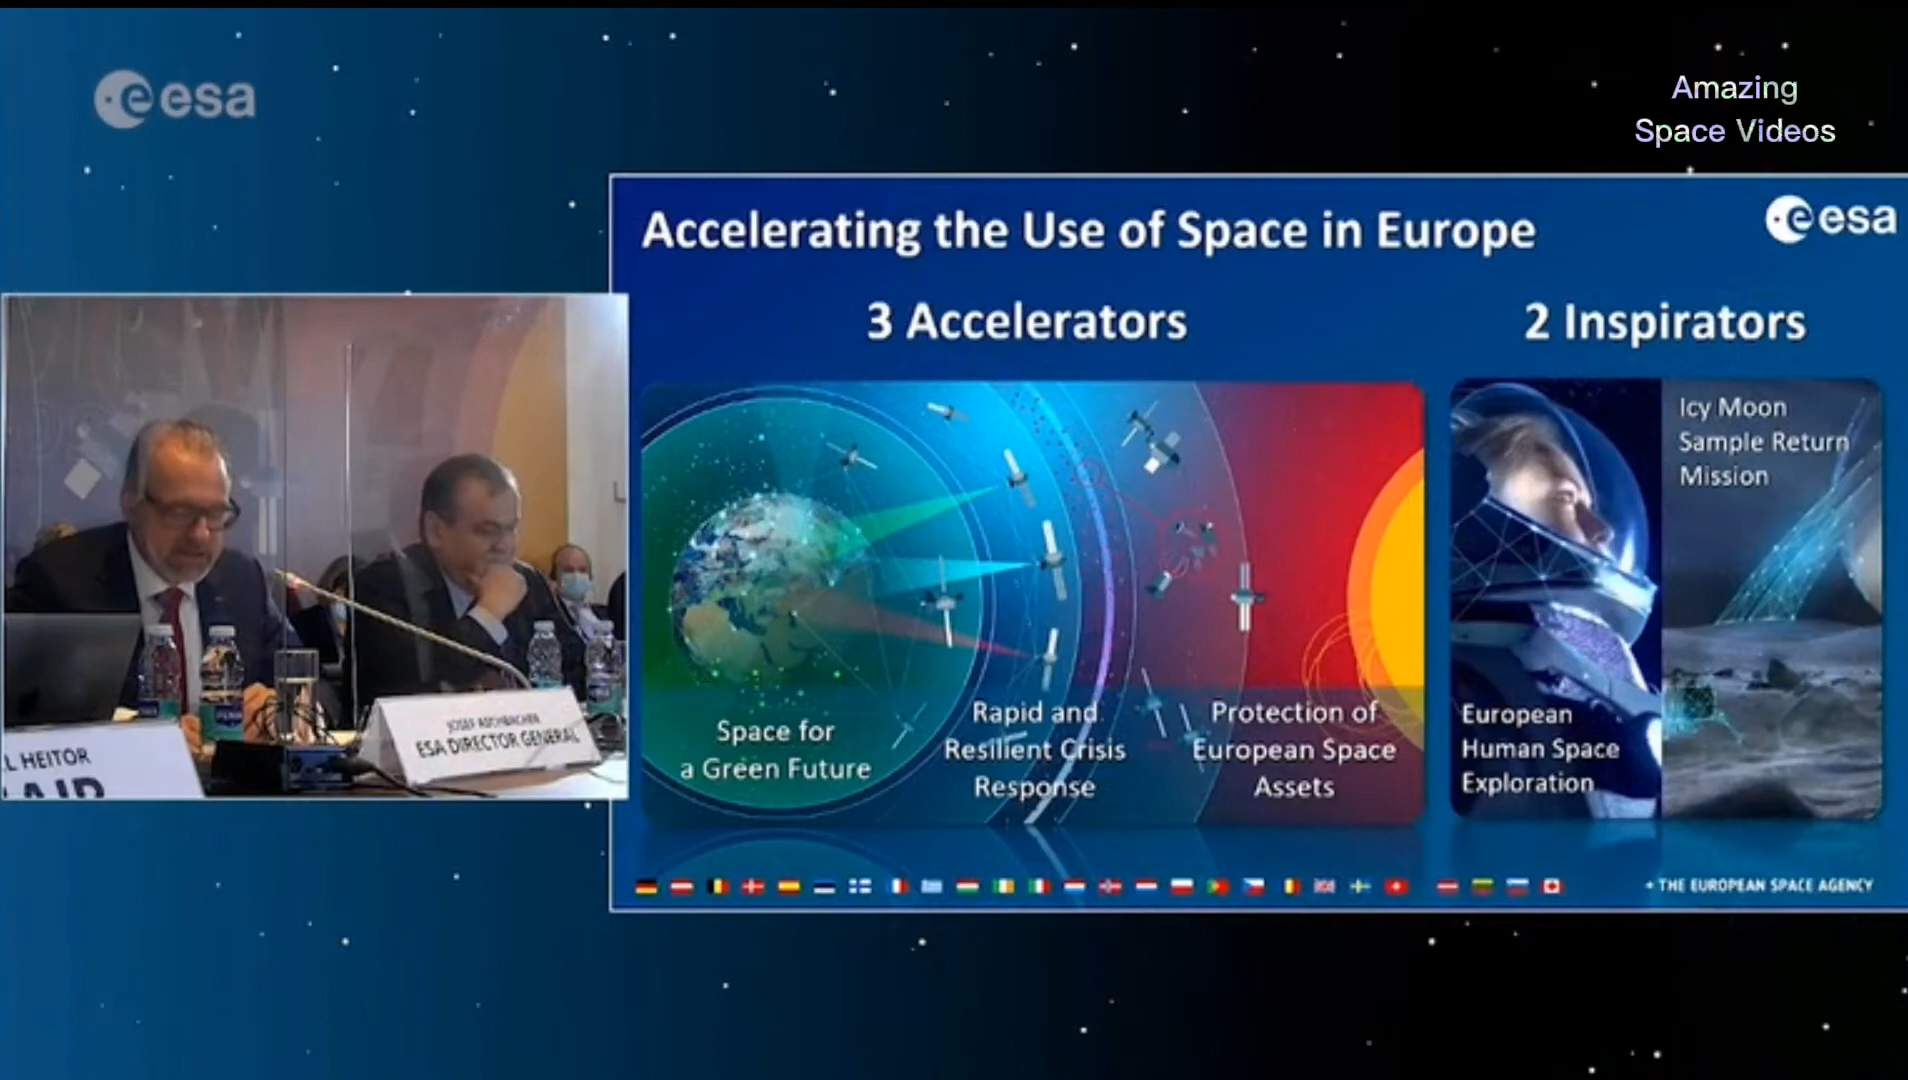 esa
Amazing
Space Videos
Accelerating the Use of Space in Europe
esa
3 Accelerators
2 Inspirators
Space for
a Green Future
Rapid and
Resilient Crisis
Response
Protection of
European Space
Assets
European
Human Space
Exploration
Icy Moon
Sample Return
Mission
L HEITOR
JOSEF ASCHBACHER
ESA DIRECTOR GENERAL
THE EUROPEAN SPACE AGENCY